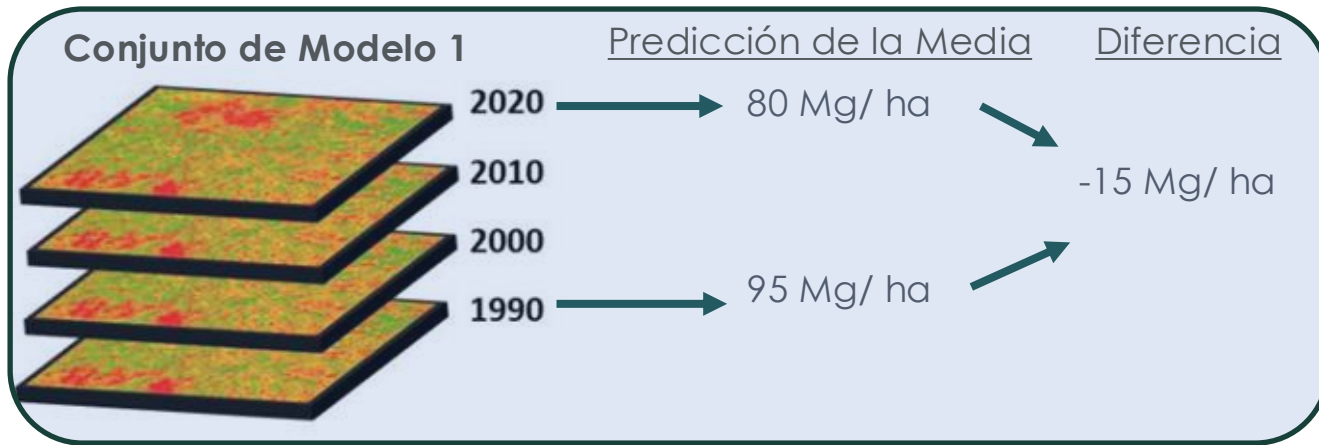 Conjunto de Modelo 1
Predicción de la Media
Diferencia
2020
80 Mg/ ha
2010
-15 Mg/ ha
2000
1990
95 Mg/ ha